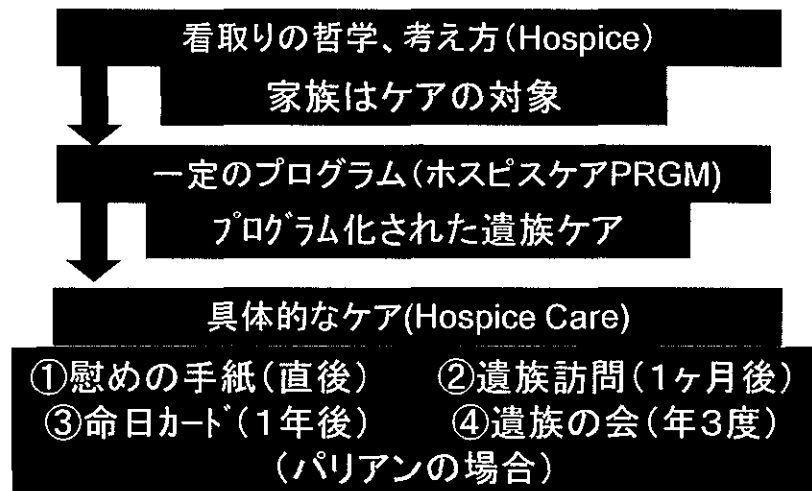 看取りの哲学、考え方(Hospice)
家族はケアの対象
一定のプログラム(ホスピスケアPRGM)
プログラム化された遺族ケア
具体的なケア(Hospice Care)
①慰めの手紙(直後) ②遺族訪問(1ヶ月後)
③命日カード(1年後) ④遺族の会(年3度)
(パリアンの場合)